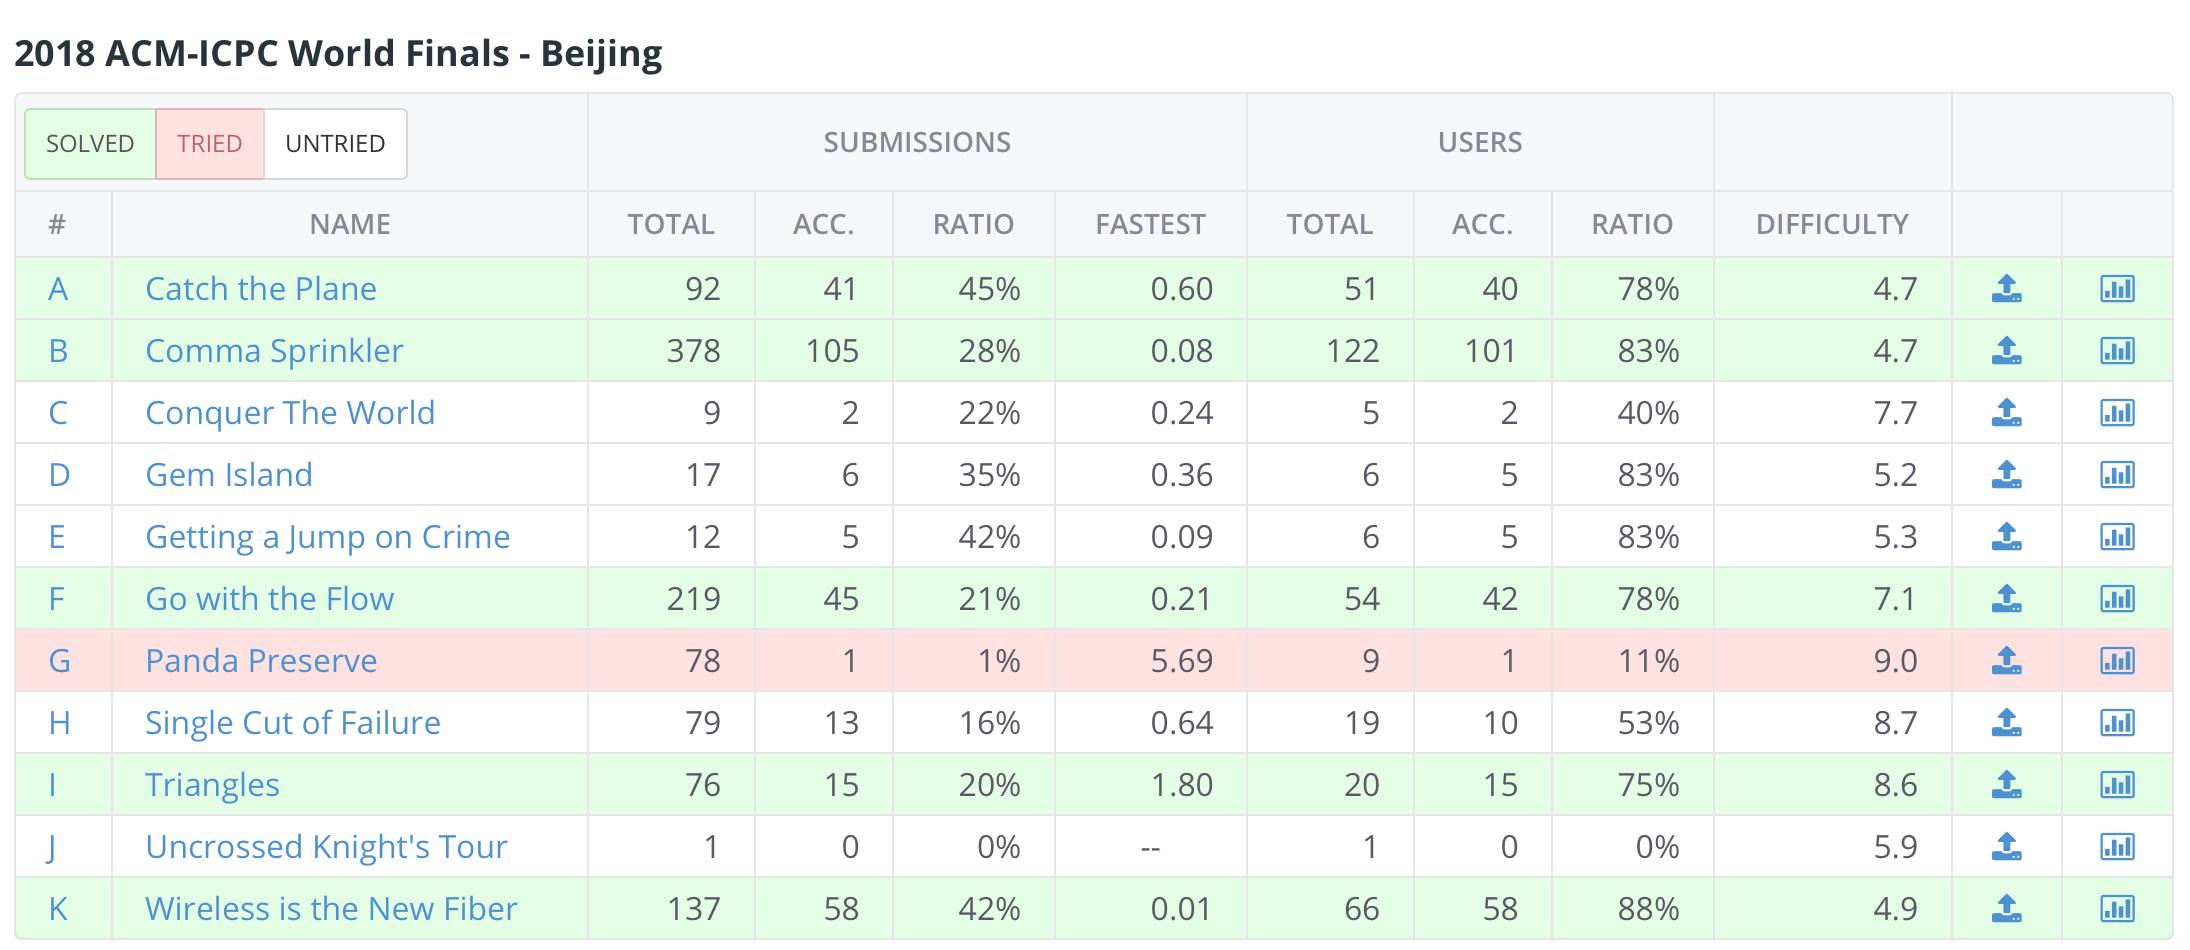 2018 ACM-ICPC World Finals - Beijing
SOLVED TRIED UNTRIED SUBMISSIONS USERS
# NAME TOTAL ACC. RATIO FASTEST TOTAL ACC. RATIO DIFFICULTY
A Catch the Plane 92 41 45% 0.60 51 40 78% 4.7
B Comma Sprinkler 378 105 28% 0.08 122 101 83% 4.7
C Conquer The World 9 2 22% 0.24 5 2 40% 7.7
D Gem Island 17 6 35% 0.36 6 5 83% 5.2
E Getting a Jump on Crime 12 5 42% 0.09 6 5 83% 5.3
F Go with the Flow 219 45 21% 0.21 54 42 78% 7.1
G Panda Preserve 78 1 1% 5.69 9 1 11% 9.0
H Single Cut of Failure 79 13 16% 0.64 19 10 53% 8.7
I Triangles 76 15 20% 1.80 20 15 75% 8.6
J Uncrossed Knight's Tour 1 0 0% -- 1 0 0% 5.9
K Wireless is the New Fiber 137 58 42% 0.01 66 58 88% 4.9